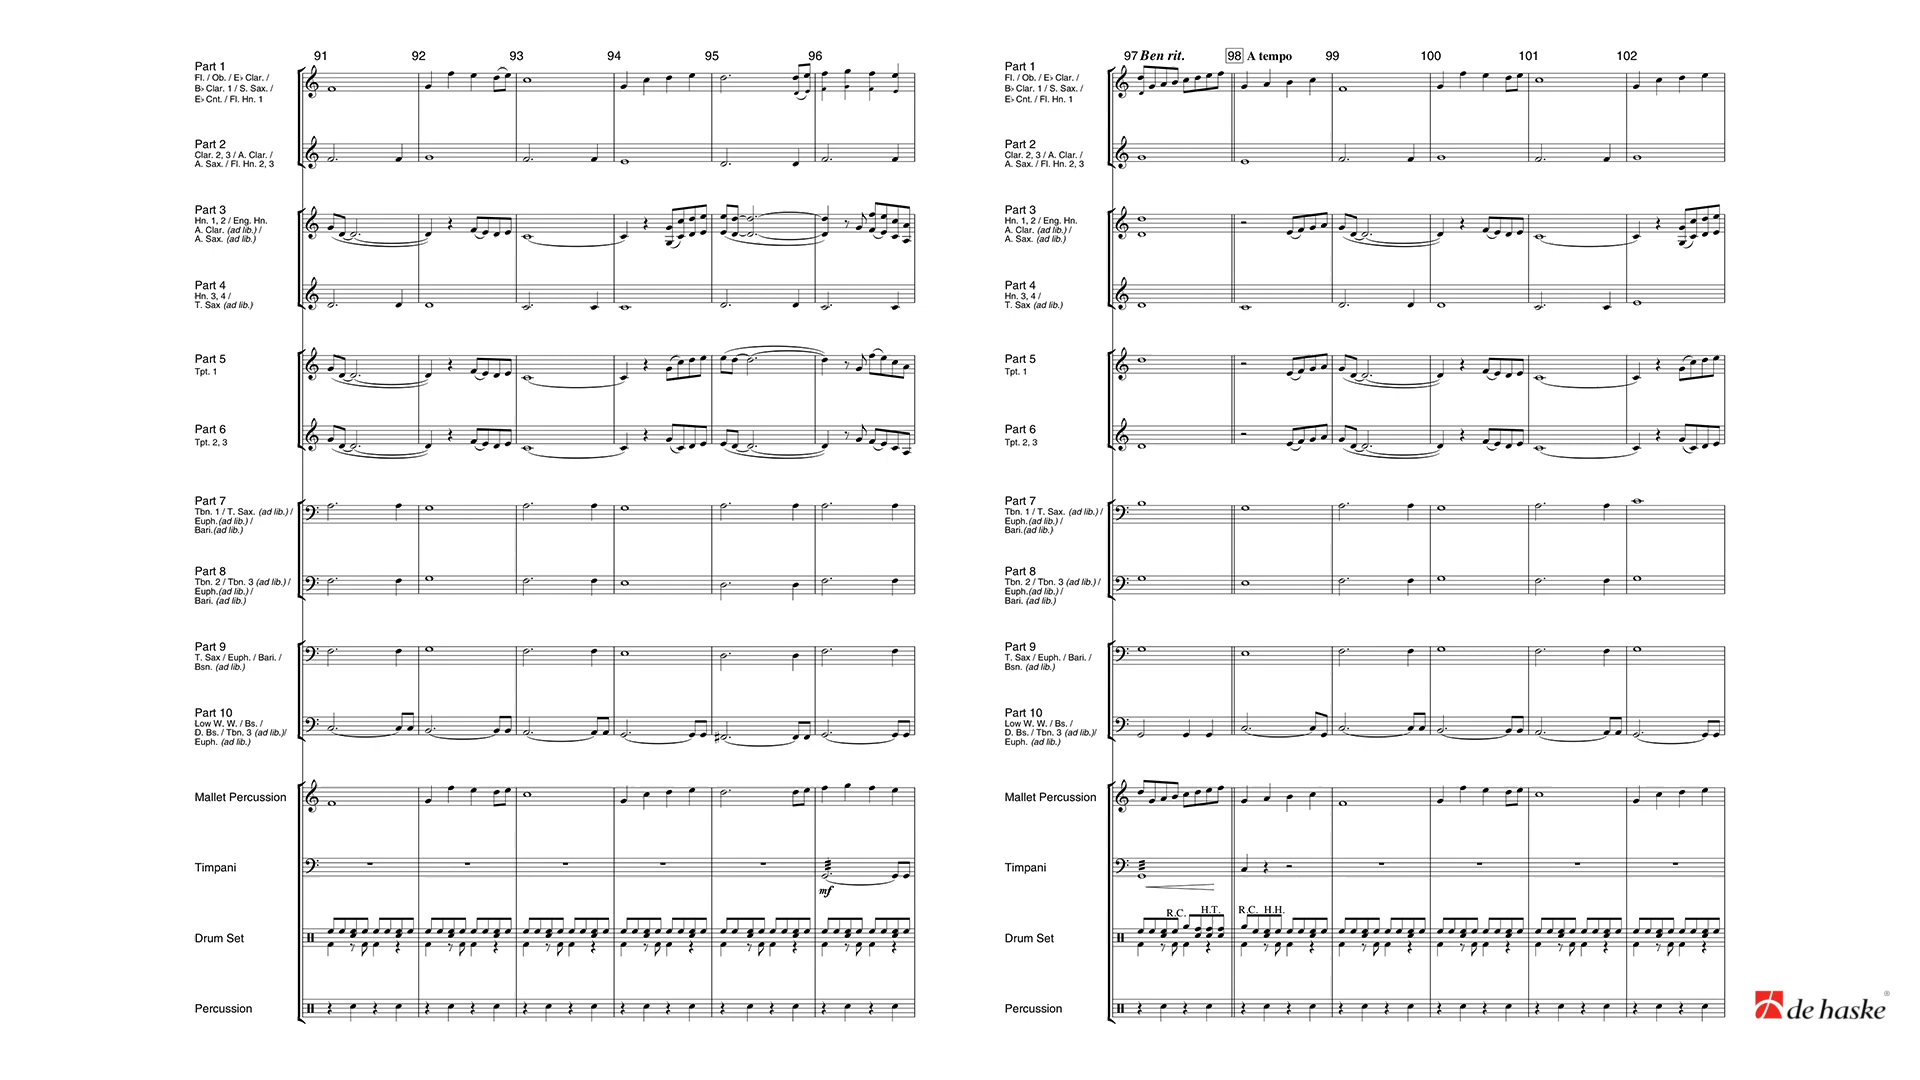 91 92 93 94 95 96
Part 1
Fl. / Ob. / E♭ Clar. /
B♭ Clar. 1 / S. Sax. /
E♭ Cnt. / Fl. Hn. 1
Part 2
Clar. 2, 3 / A. Clar. /
A. Sax. / Fl. Hn. 2, 3
Part 3
Hn. 1, 2 / Eng. Hn.
A. Clar. (ad lib.) /
A. Sax. (ad lib.)
Part 4
Hn. 3, 4 /
T. Sax (ad lib.)
Part 5
Tpt. 1
Part 6
Tpt. 2, 3
Part 7
Tbn. 1 / T. Sax. (ad lib.) /
Euph.(ad lib.) /
Bari.(ad lib.)
Part 8
Tbn. 2 / Tbn. 3 (ad lib.) /
Euph.(ad lib.) /
Bari. (ad lib.)
Part 9
T. Sax / Euph. / Bari. /
Bsn. (ad lib.)
Part 10
Low W. W. / Bs. /
D. Bs. / Tbn. 3 (ad lib.)/
Euph. (ad lib.)
Mallet Percussion
Timpani
mf
Drum Set
Percussion
97 Ben rit. 98 A tempo 99 100 101 102
Part 1
Fl. / Ob. / E♭ Clar. /
B♭ Clar. 1 / S. Sax. /
E♭ Cnt. / Fl. Hn. 1
Part 2
Clar. 2, 3 / A. Clar. /
A. Sax. / Fl. Hn. 2, 3
Part 3
Hn. 1, 2 / Eng. Hn.
A. Clar. (ad lib.) /
A. Sax. (ad lib.)
Part 4
Hn. 3, 4 /
T. Sax (ad lib.)
Part 5
Tpt. 1
Part 6
Tpt. 2, 3
Part 7
Tbn. 1 / T. Sax. (ad lib.) /
Euph.(ad lib.) /
Bari.(ad lib.)
Part 8
Tbn. 2 / Tbn. 3 (ad lib.) /
Euph.(ad lib.) /
Bari. (ad lib.)
Part 9
T. Sax / Euph. / Bari. /
Bsn. (ad lib.)
Part 10
Low W. W. / Bs. /
D. Bs. / Tbn. 3 (ad lib.)/
Euph. (ad lib.)
Mallet Percussion
Timpani
R.C. H.T. R.C. H.H.
Drum Set
Percussion
de haske®